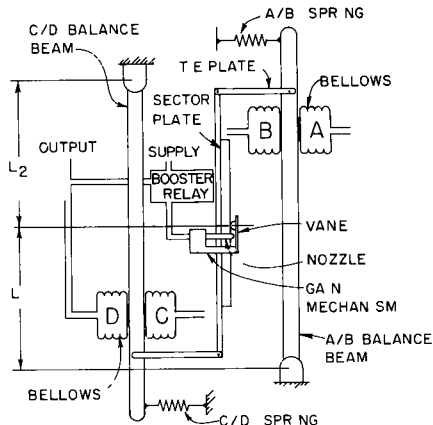 A/B SPR NG
C/D BALANCE
BEAM
T E PLATE
BELLOWS
SECTOR
PLATE
B
A
L2
OUTPUT
SUPPLY
BOOSTER
RELAY
VANE
NOZZLE
GA N
MECHAN SM
L
D
C
A/B BALANCE
BEAM
BELLOWS
C/D SPR NG